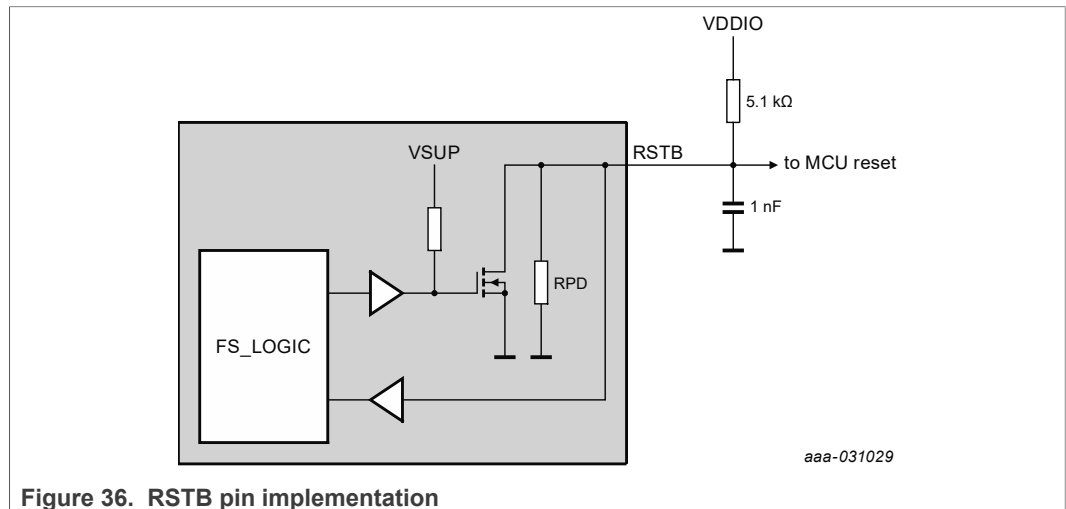 VDDIO
5.1 kΩ
VSUP
RSTB
to MCU reset
1 nF
RPD
FS_LOGIC
aaa-031029
Figure 36. RSTB pin implementation